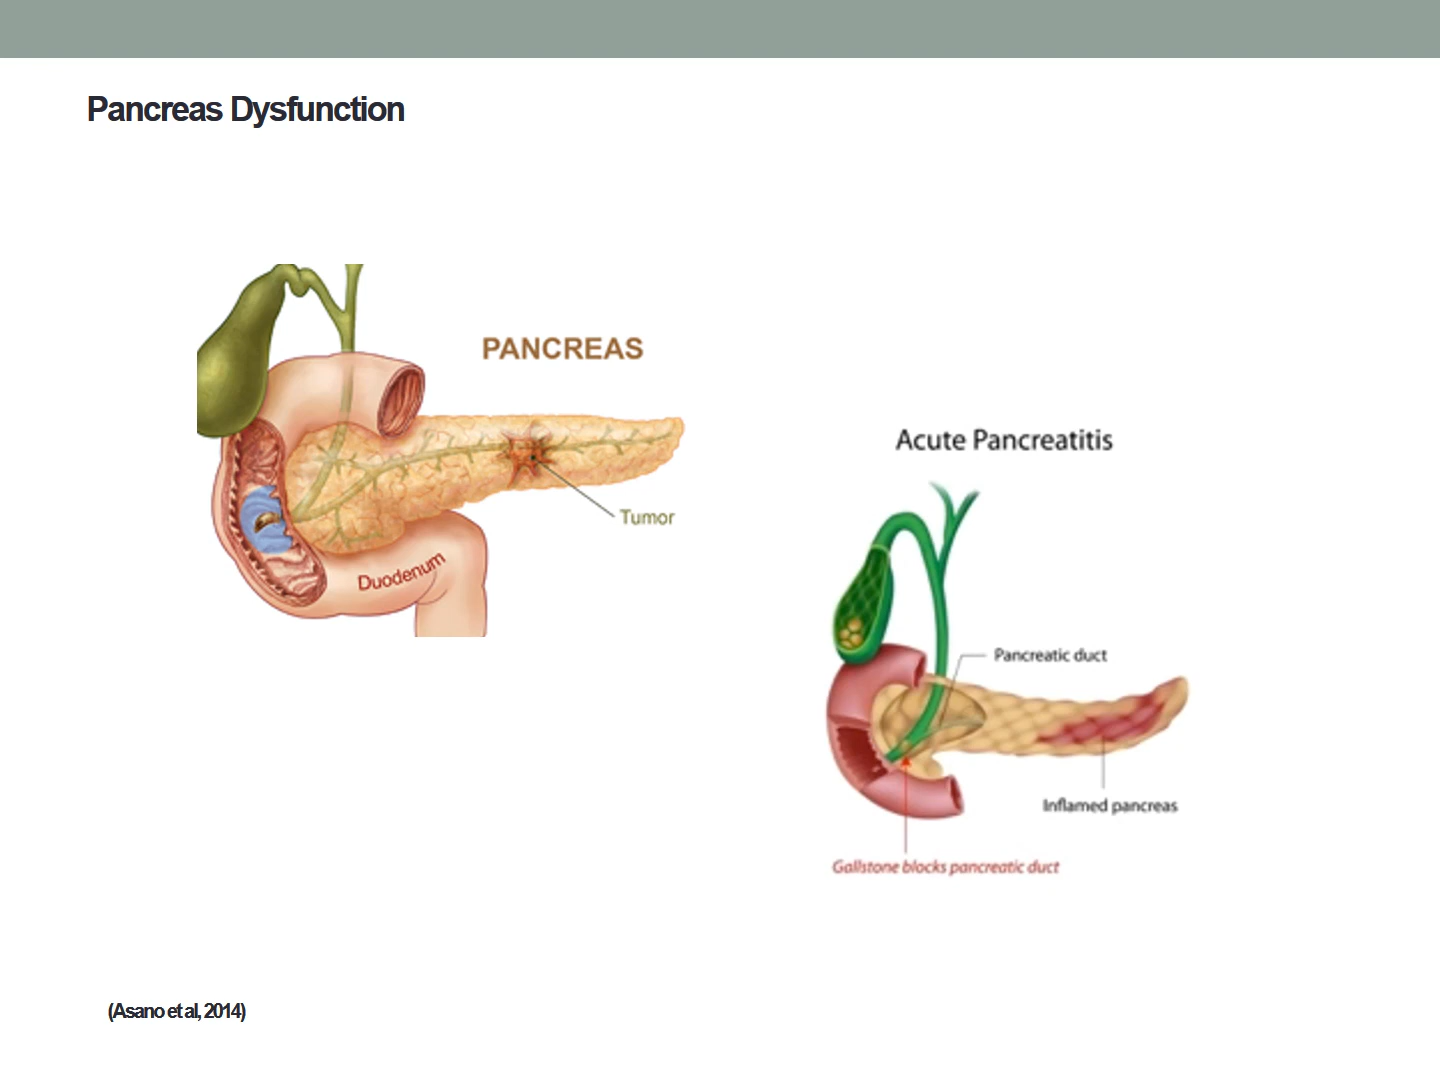 Pancreas Dysfunction
PANCREAS
Tumor
Duodenum
Acute Pancreatitis
Pancreatic duct
Inflamed pancreas
Gallstone blocks pancreatic duct
(Asano et al, 2014)